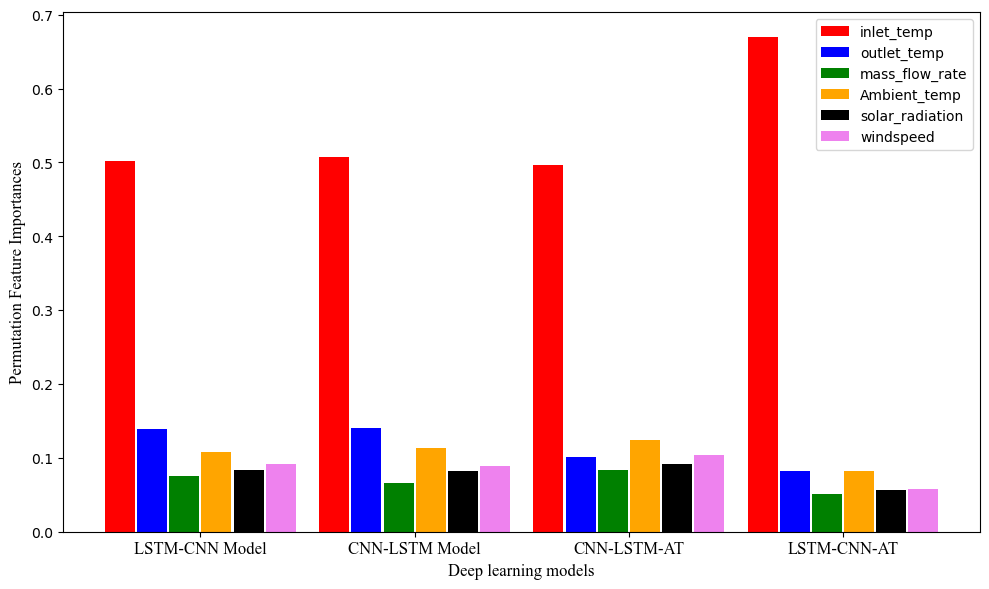 0.7
0.6
0.5
0.4
0.3
0.2
0.1
0.0
Permutation Feature Importances
inlet_temp
outlet_temp
mass_flow_rate
Ambient_temp
solar_radiation
windspeed
LSTM-CNN Model
CNN-LSTM Model
CNN-LSTM-AT
LSTM-CNN-AT
Deep learning models